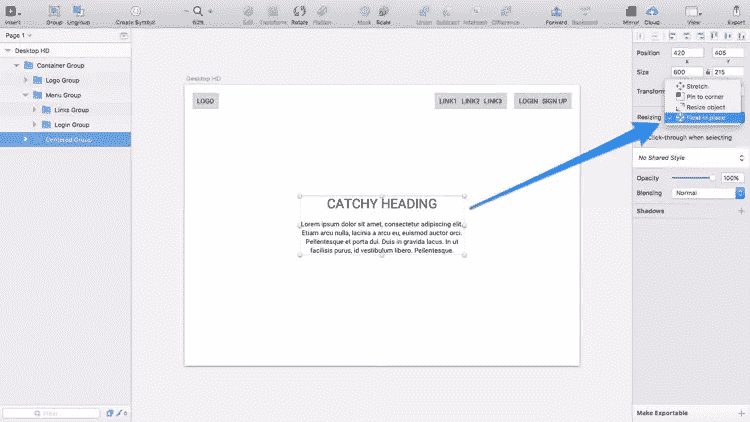 Insert
Group
Ungroup
Create Symbol
Edit
Transform
Rotate
Flatten
Mask
Scale
Union
Subtract
Intersect
Difference
Forward
Backward
Mirror
Cloud
View
Export
Page 1
Desktop HD
Container Group
Logo Group
Menu Group
Links Group
Login Group
Centered Group
Filter
6
Desktop HD
LOGO
LINK1 LINK2 LINK3
LOGIN SIGN UP
CATCHY HEADING
Lorem ipsum dolor sit amet, consectetur adipiscing elit.
Etiam arcu nulla, lacinia a arcu eu, euismod auctor orci.
Pellentesque et porta dui. Duis in gravida lacus. In ut
facilisis purus, id vestibulum libero. Pellentesque.
Position 420 405
X Y
Size 600 215
Transform
Stretch
Pin to corner
Resize object
Float in place
Resizing
Click-through when selecting
No Shared Style
Opacity 100%
Blending Normal
Shadows
Make Exportable